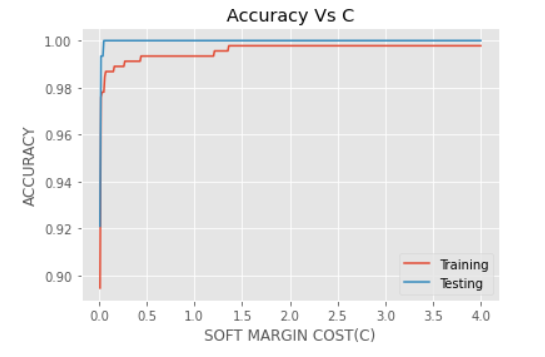 Accuracy Vs C
1.00
0.98
0.96
0.94
0.92
0.90
ACCURACY
Training
Testing
0.0 0.5 1.0 1.5 2.0 2.5 3.0 3.5 4.0
SOFT MARGIN COST(C)